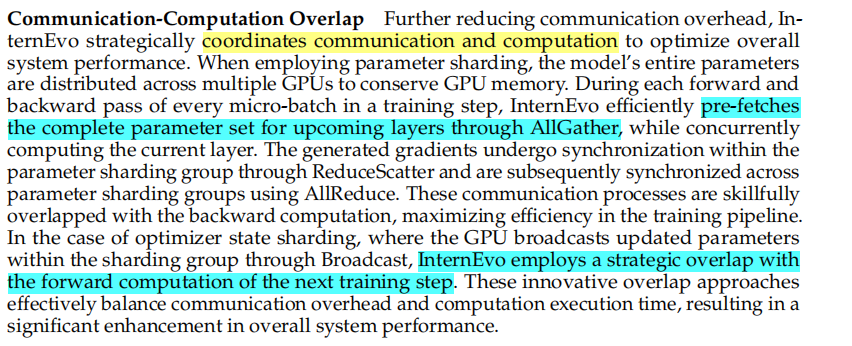 Communication-Computation Overlap Further reducing communication overhead, In-
ternEvo strategically coordinates communication and computation to optimize overall
system performance. When employing parameter sharding, the model's entire parameters
are distributed across multiple GPUs to conserve GPU memory. During each forward and
backward pass of every micro-batch in a training step, InternEvo efficiently pre-fetches
the complete parameter set for upcoming layers through AllGather, while concurrently
computing the current layer. The generated gradients undergo synchronization within the
parameter sharding group through ReduceScatter and are subsequently synchronized across
parameter sharding groups using AllReduce. These communication processes are skillfully
overlapped with the backward computation, maximizing efficiency in the training pipeline.
In the case of optimizer state sharding, where the GPU broadcasts updated parameters
within the sharding group through Broadcast, InternEvo employs a strategic overlap with
the forward computation of the next training step. These innovative overlap approaches
effectively balance communication overhead and computation execution time, resulting in a
significant enhancement in overall system performance.